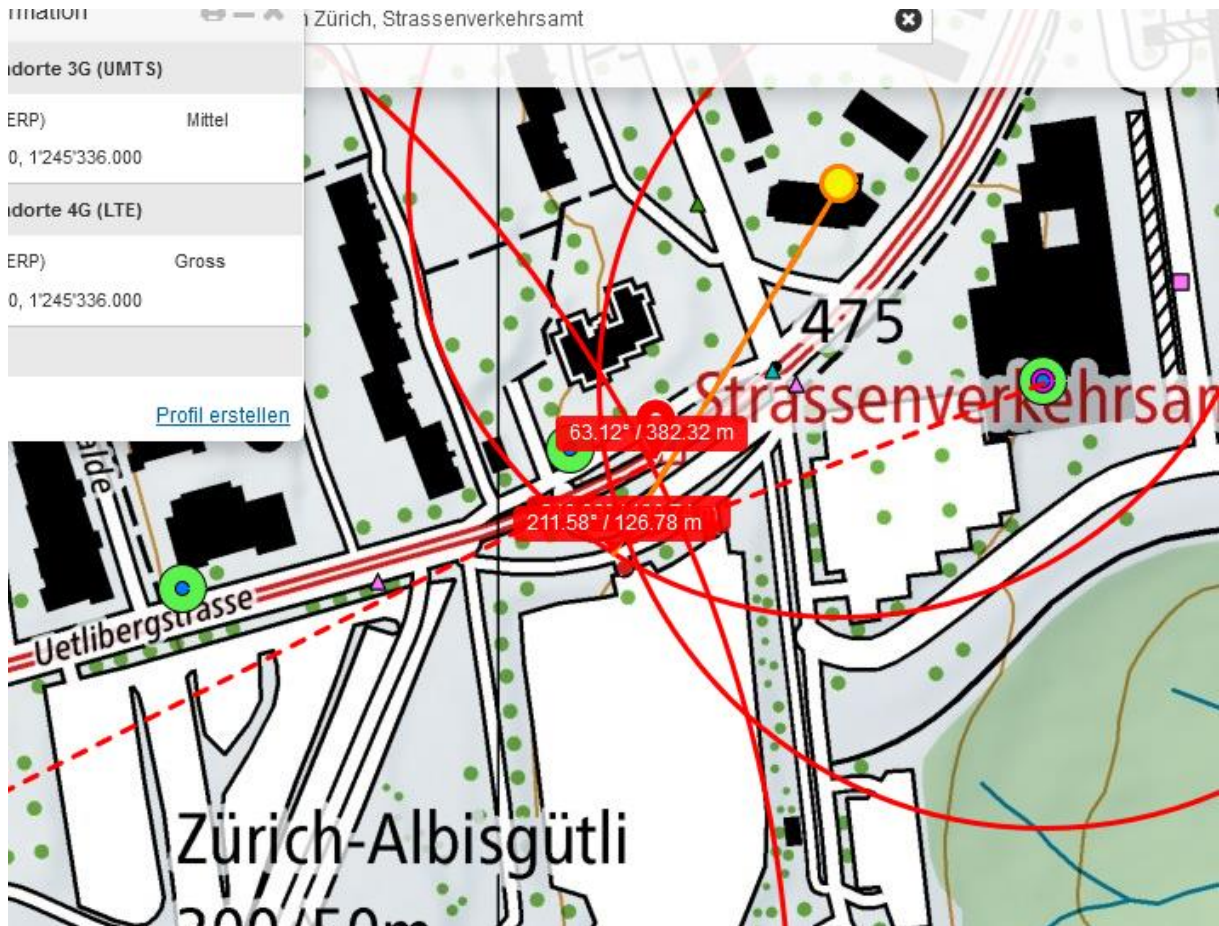 Zürich, Strassenverkehrsamt
ndorte 3G (UMTS)
ERP) Mittel
0, 1'245'336.000
ndorte 4G (LTE)
ERP) Gross
0, 1'245'336.000
Profil erstellen
475
Strassenverkehrsam
63.12° / 382.32 m
211.58° / 126.78 m
alde
Uetlibergstrasse
Zürich-Albisgütli
300/50m